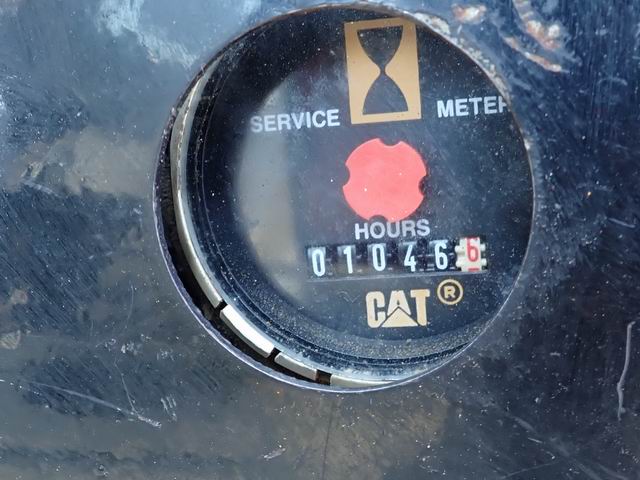 SERVICE METER
HOURS
010466
CAT®